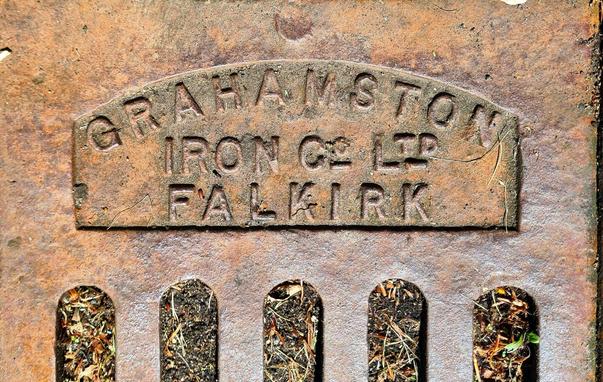 GRAHAMSTON
IRON Co LTD
FALKIRK